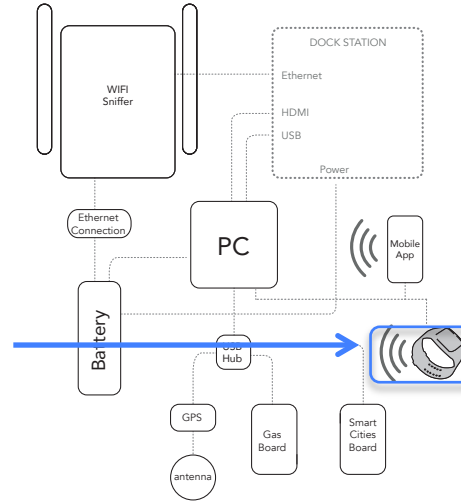 DOCK STATION
WIFI
Sniffer
Ethernet
HDMI
USB
Power
Ethernet
Connection
PC
Mobile
App
Battery
USB
Hub
GPS
Gas
Board
Smart
Cities
Board
antenna